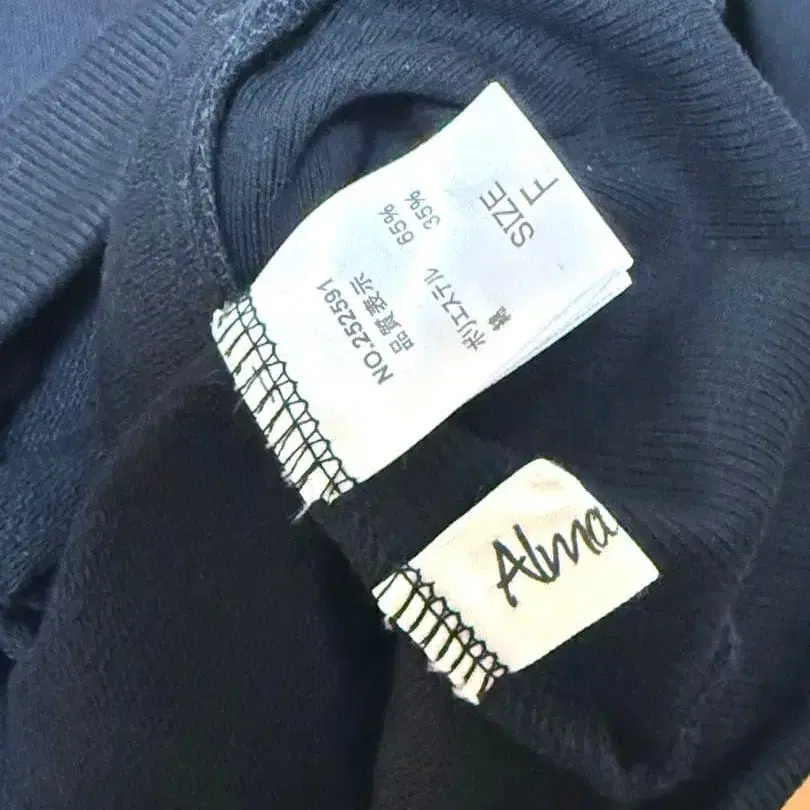 NO.252591
品質表示
ポリエステル 65%
綿 35%
SIZE
F
Alma